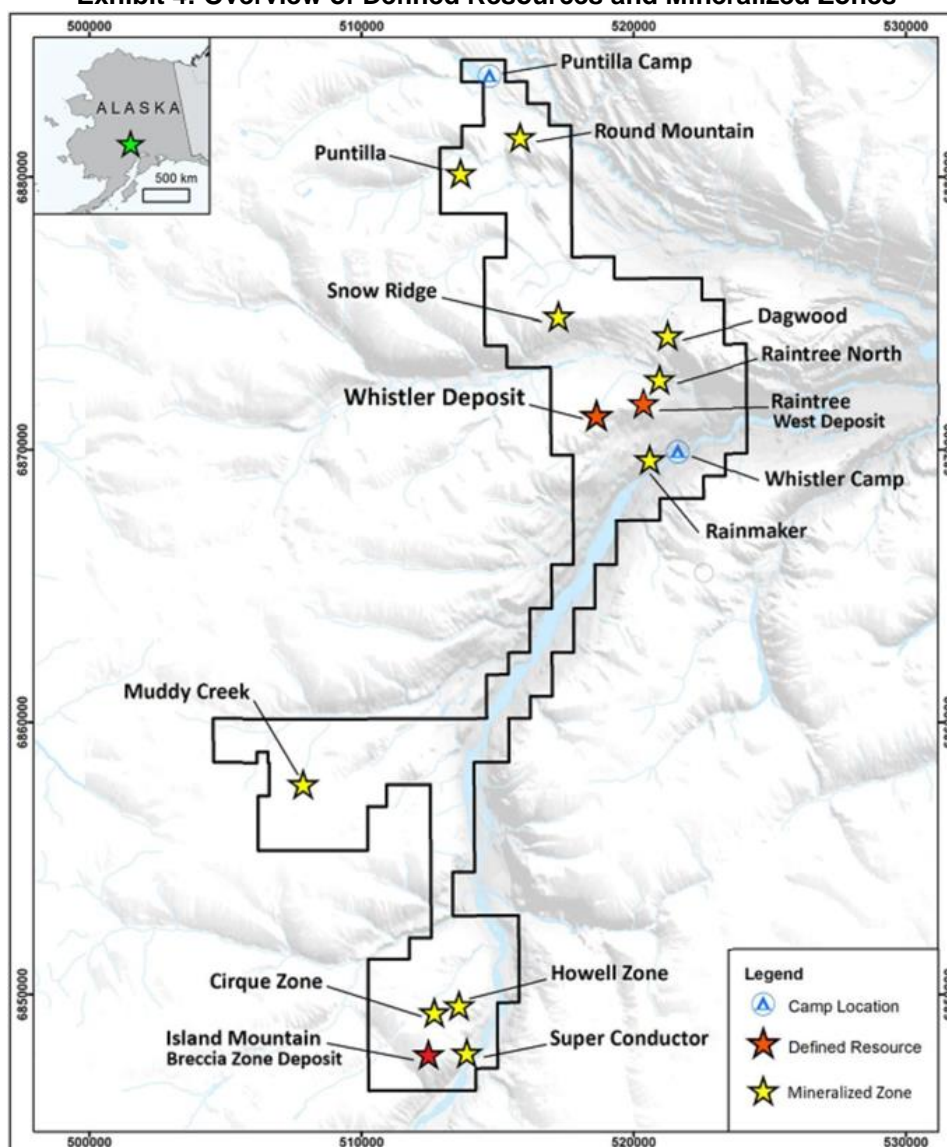 Exhibit 4: Overview of Defined Resources and Mineralized Zones
500000
510000
520000
530000
ALASKA
500 km
Puntilla Camp
Round Mountain
Puntilla
6880000
Snow Ridge
Dagwood
Raintree North
Whistler Deposit
Raintree
West Deposit
6870000
Whistler Camp
Rainmaker
Muddy Creek
6860000
Cirque Zone
Howell Zone
6850000
Island Mountain
Breccia Zone Deposit
Super Conductor
Legend
Camp Location
Defined Resource
Mineralized Zone
500000
510000
520000
530000